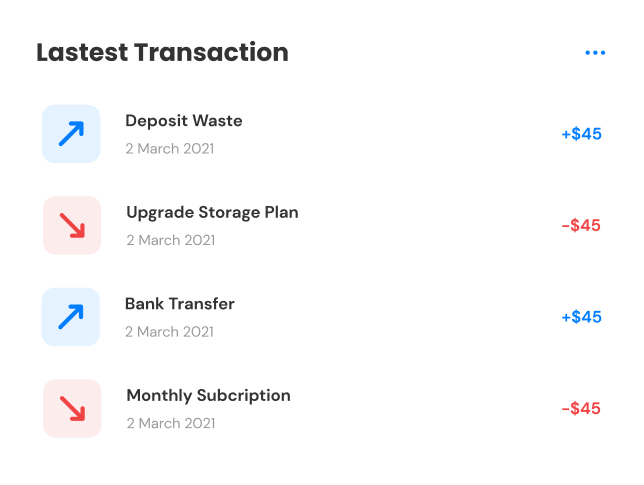 Lastest Transaction
Deposit Waste
+$45
2 March 2021
Upgrade Storage Plan
-$45
2 March 2021
Bank Transfer
+$45
2 March 2021
Monthly Subcription
-$45
2 March 2021